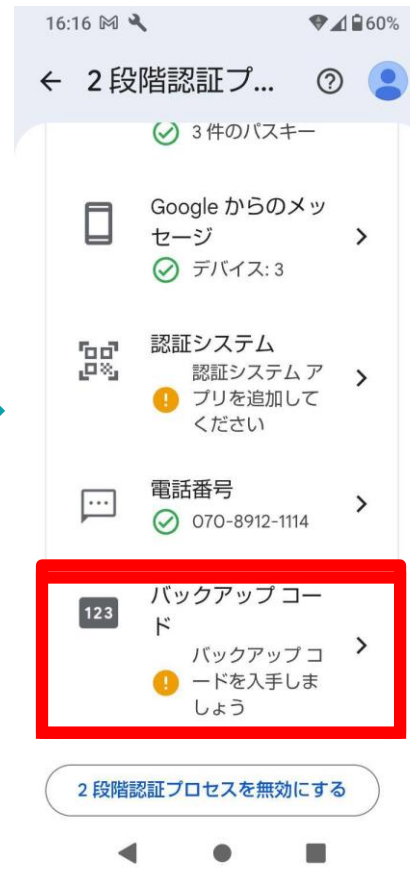 16:16 60%
2 段階認証プ...
3 件のパスキー
Google からのメッ
セージ
デバイス: 3
認証システム
認証システム ア
プリを追加して
ください
電話番号
070-8912-1114
123
バックアップ コー
ド
バックアップ コ
ードを入手しま
しょう
2 段階認証プロセスを無効にする